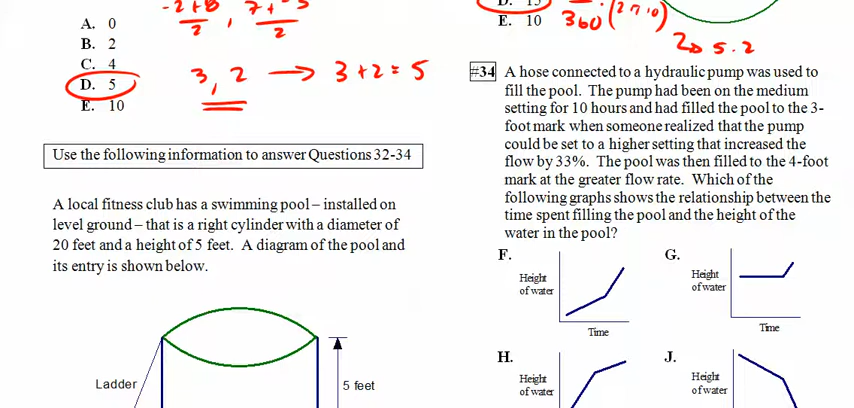 -2+8 , 7+-3
2 2
A. 0
B. 2
C. 4
D. 5
E. 10
3, 2 → 3+2=5
Use the following information to answer Questions 32-34
A local fitness club has a swimming pool – installed on
level ground – that is a right cylinder with a diameter of
20 feet and a height of 5 feet. A diagram of the pool and
its entry is shown below.
Ladder
5 feet
D. 15
E. 10
360
#34 A hose connected to a hydraulic pump was used to
fill the pool. The pump had been on the medium
setting for 10 hours and had filled the pool to the 3-
foot mark when someone realized that the pump
could be set to a higher setting that increased the
flow by 33%. The pool was then filled to the 4-foot
mark at the greater flow rate. Which of the
following graphs shows the relationship between the
time spent filling the pool and the height of the
water in the pool?
F.
Height
of water
Time
G.
Height
of water
Time
H.
Height
of water
J.
Height
of water